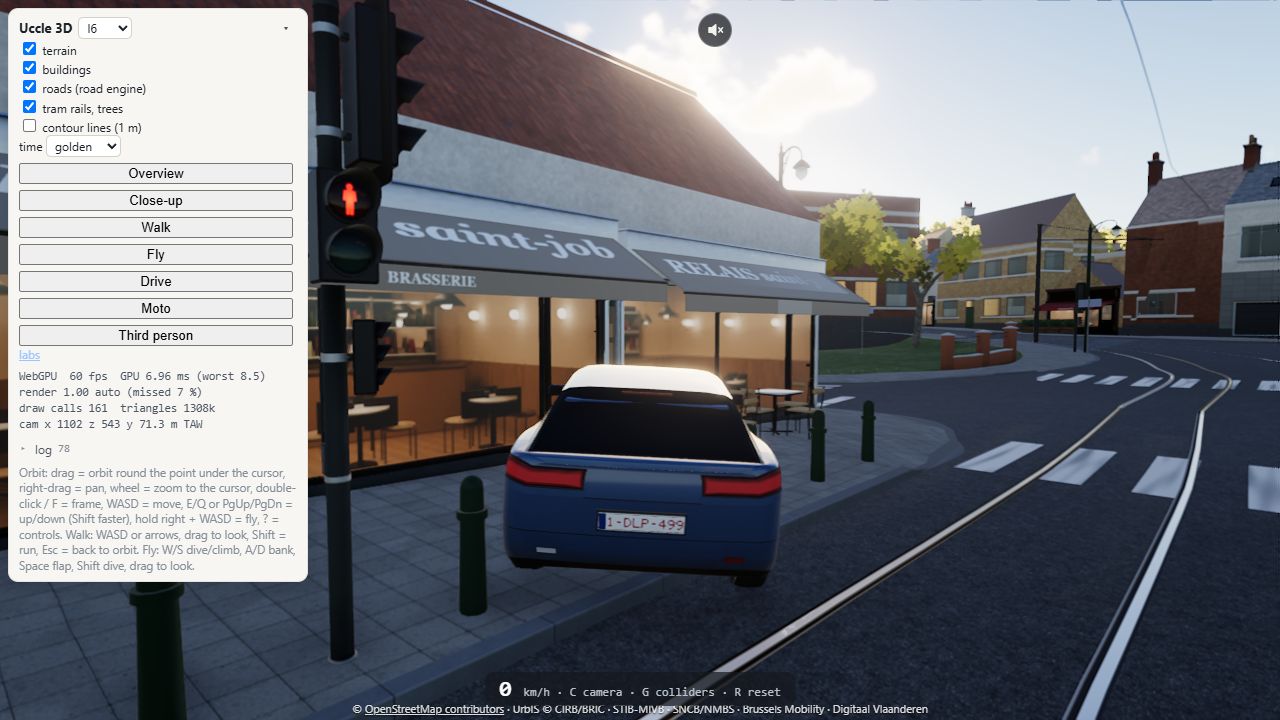 Uccle 3D l6
terrain
buildings
roads (road engine)
tram rails, trees
contour lines (1 m)
time golden
Overview
Close-up
Walk
Fly
Drive
Moto
Third person
labs
WebGPU 60 fps GPU 6.96 ms (worst 8.5)
render 1.00 auto (missed 7 %)
draw calls 161 triangles 1308k
cam x 1102 z 543 y 71.3 m TAW
log 78
Orbit: drag = orbit round the point under the cursor,
right-drag = pan, wheel = zoom to the cursor, double-
click / F = frame, WASD = move, E/Q or PgUp/PgDn =
up/down (Shift faster), hold right + WASD = fly, ? =
controls. Walk: WASD or arrows, drag to look, Shift =
run, Esc = back to orbit. Fly: W/S dive/climb, A/D bank,
Space flap, Shift dive, drag to look.
saint-job
BRASSERIE
RELAIS saint
1-DLP-499
0 km/h · C camera · G colliders · R reset
© OpenStreetMap contributors · UrbIS © CIRB/BRIC · STIB-MIVB · SNCB/NMBS · Brussels Mobility · Digitaal Vlaanderen